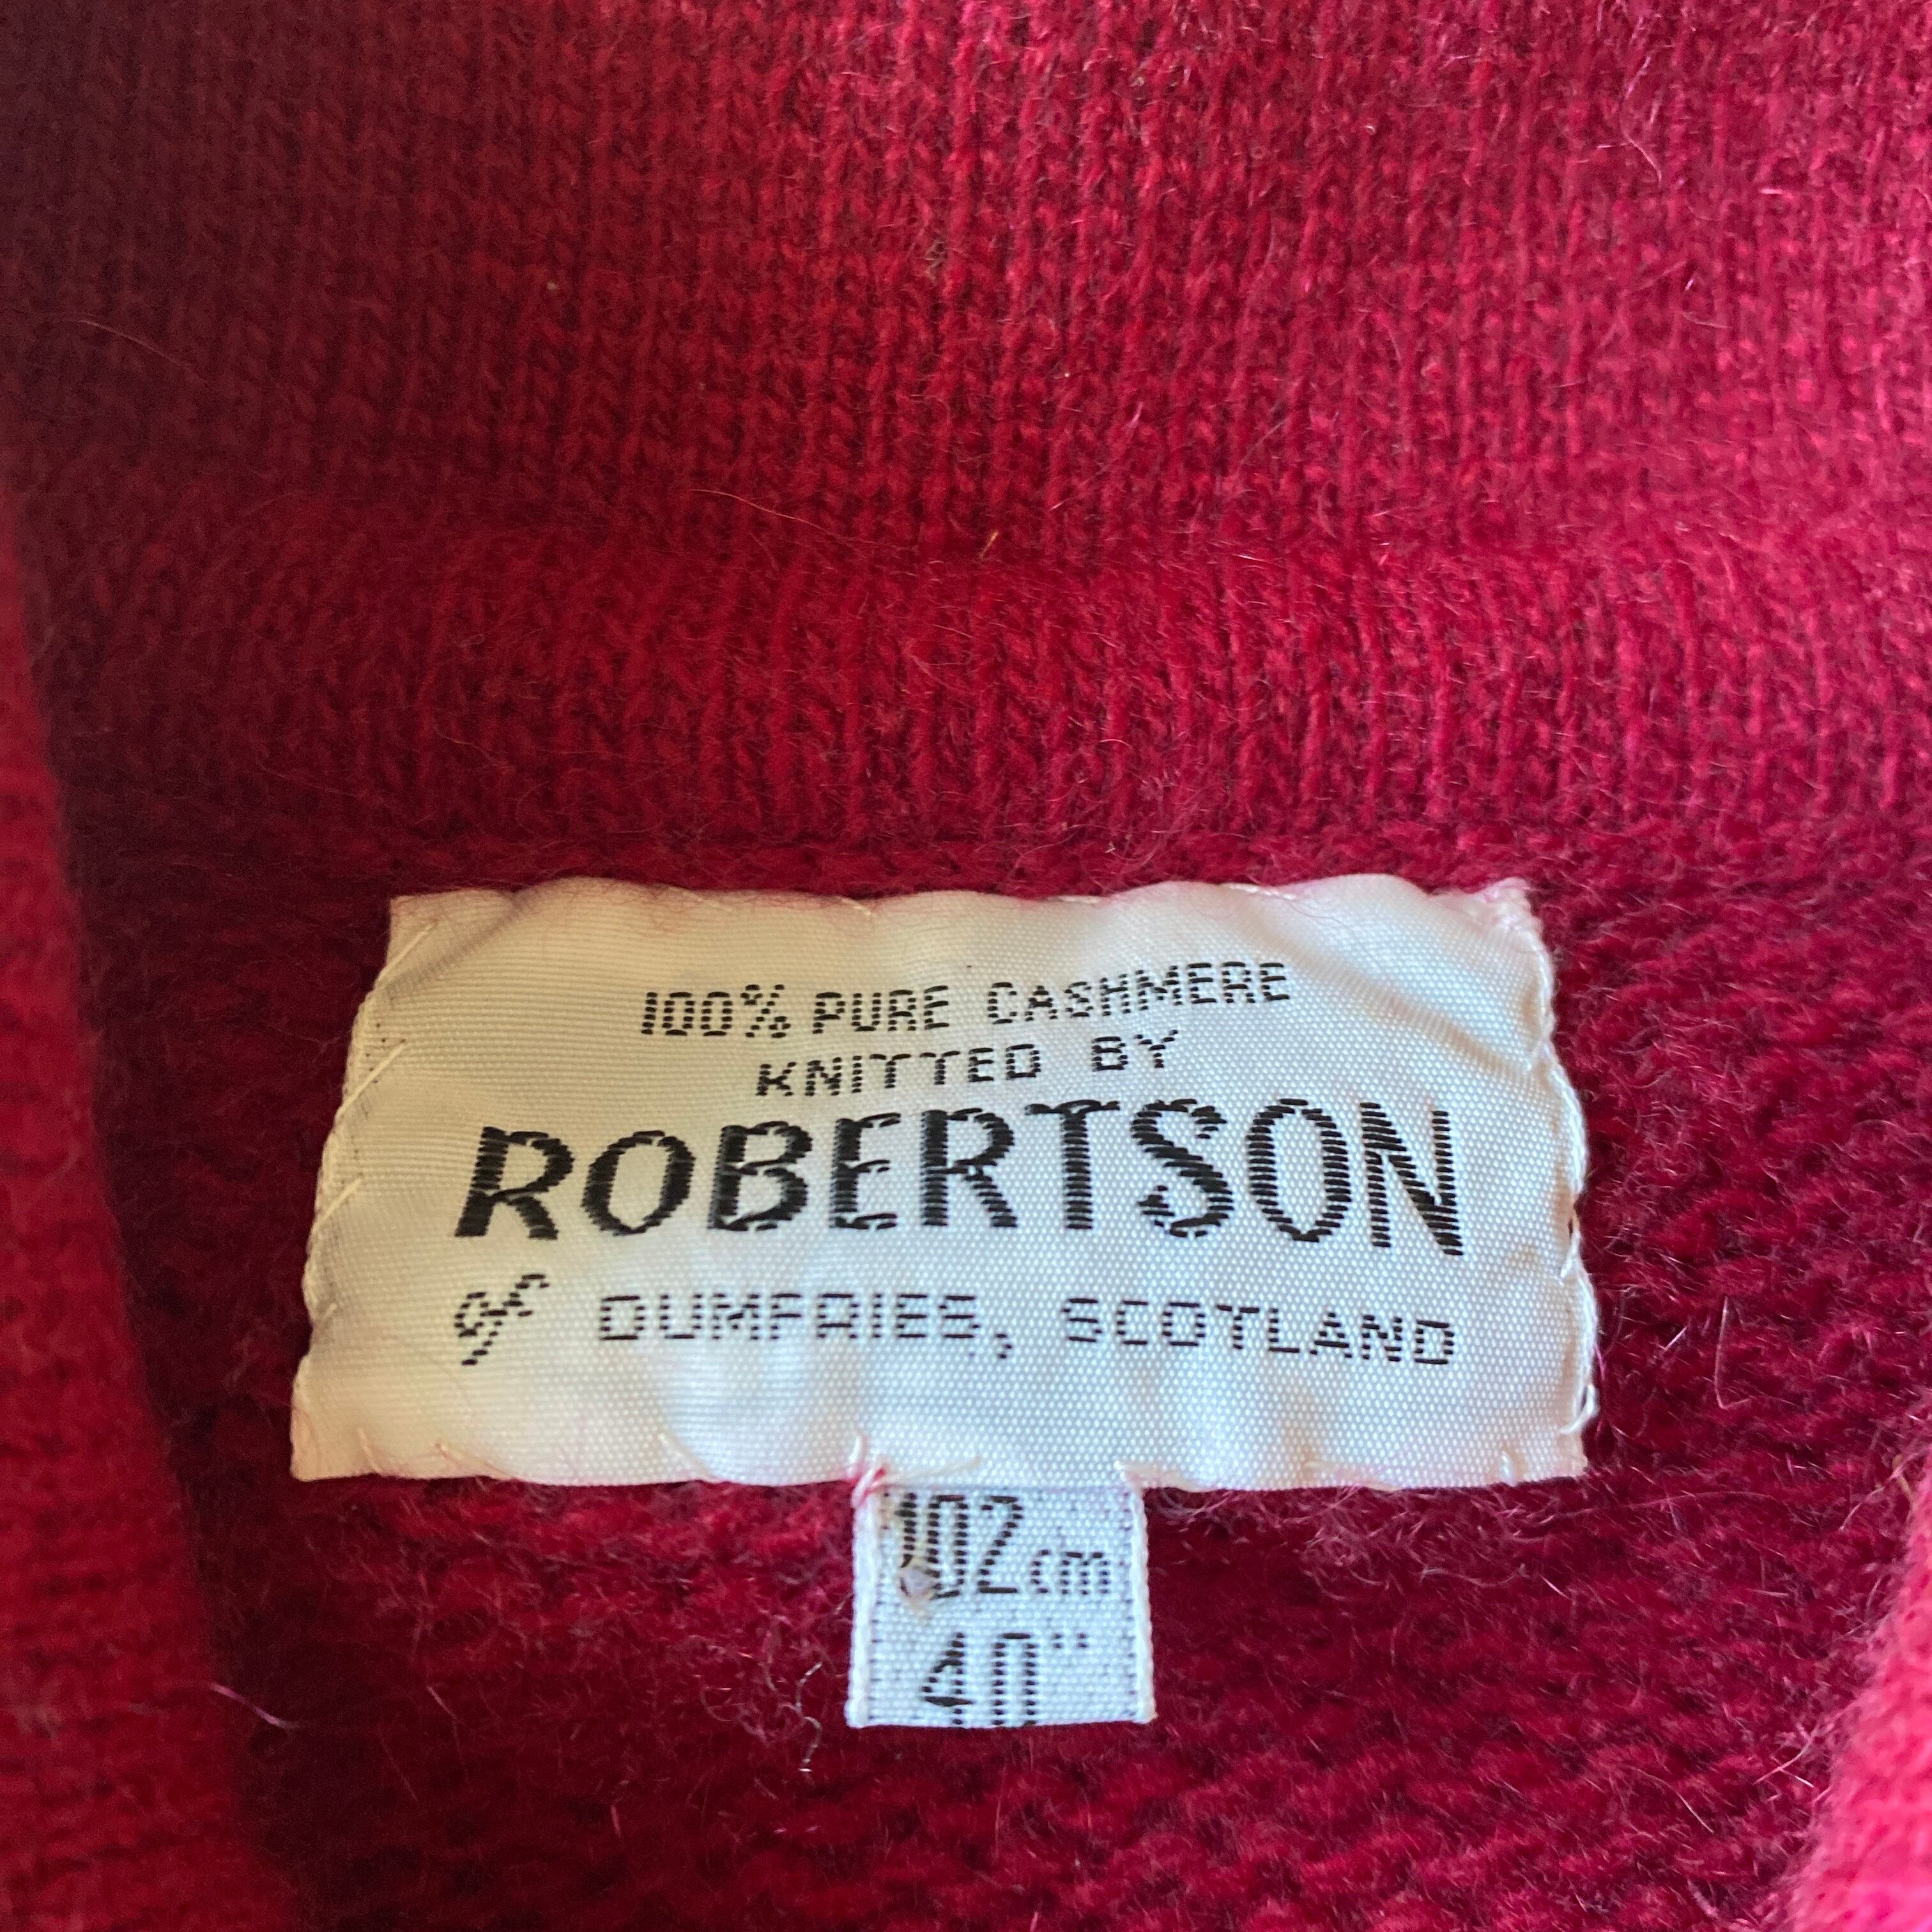 100% PURE CASHMERE
KNITTED BY
ROBERTSON
of DUMFRIES, SCOTLAND
102cm
40"